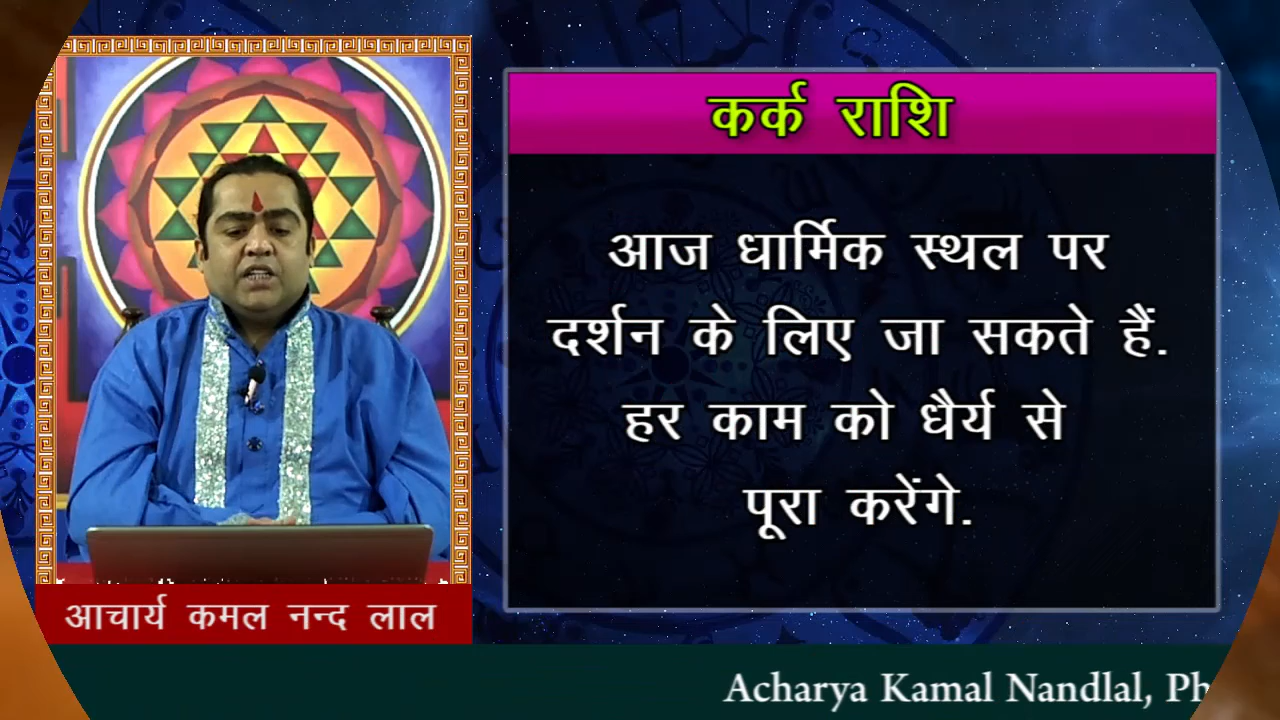 कर्क राशि
आज धार्मिक स्थल पर
दर्शन के लिए जा सकते हैं.
हर काम को धैर्य से
पूरा करेंगे.
आचार्य कमल नन्द लाल
Acharya Kamal Nandlal, Ph